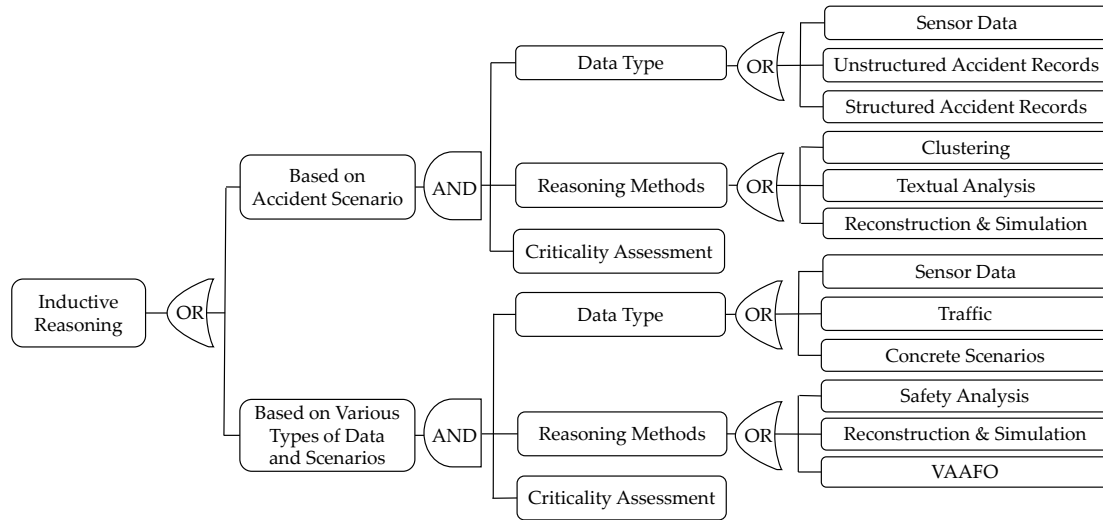 Sensor Data
Data Type
OR
Unstructured Accident Records
Structured Accident Records
Based on
Accident Scenario
AND
Clustering
Reasoning Methods
OR
Textual Analysis
Reconstruction & Simulation
Criticality Assessment
Inductive
Reasoning
OR
Sensor Data
Data Type
OR
Traffic
Concrete Scenarios
Based on Various
Types of Data
and Scenarios
AND
Safety Analysis
Reasoning Methods
OR
Reconstruction & Simulation
VAAFO
Criticality Assessment